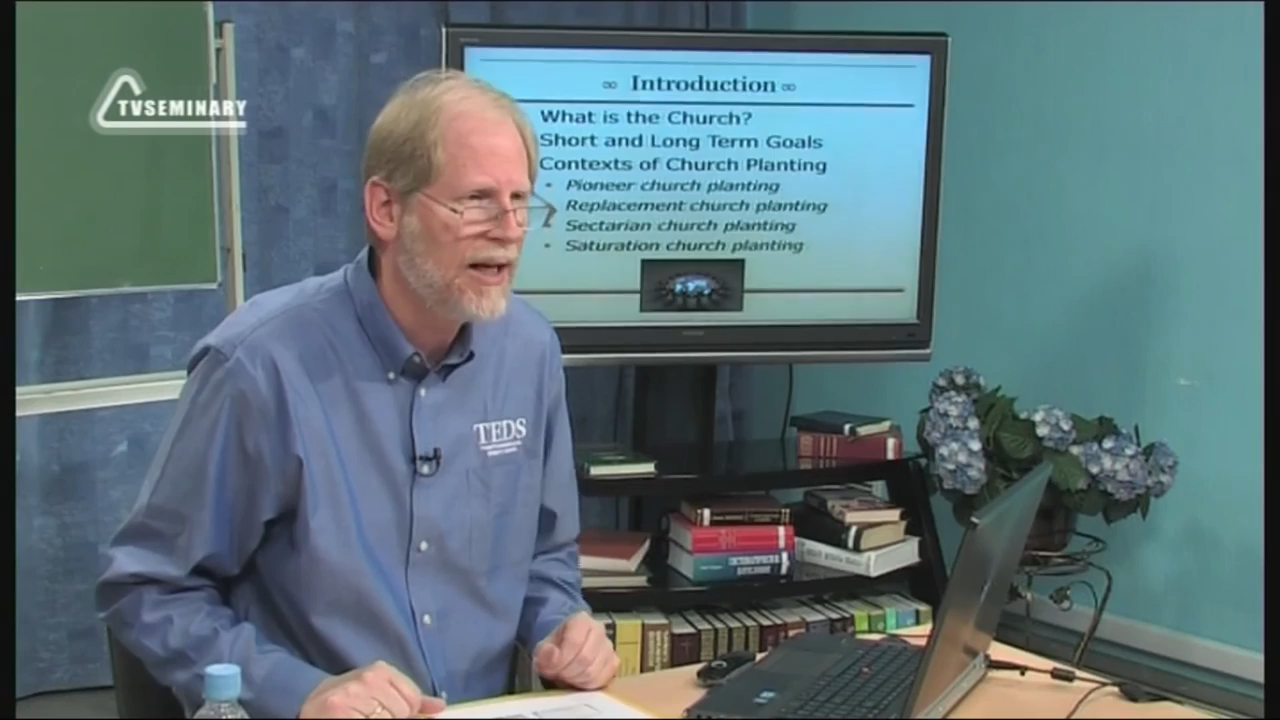 TVSEMINARY
Introduction
What is the Church?
Short and Long Term Goals
Contexts of Church Planting
• Pioneer church planting
• Replacement church planting
• Sectarian church planting
• Saturation church planting
TEDS